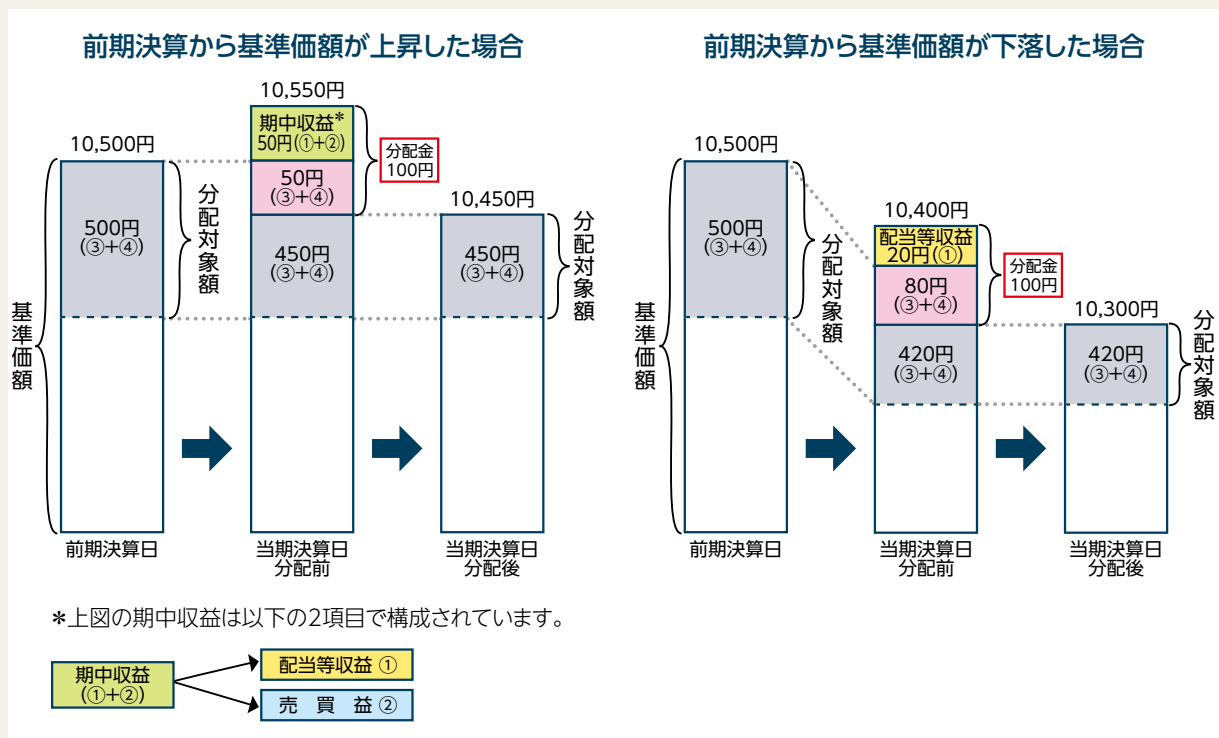 前期決算から基準価額が上昇した場合
10,500円
500円
(③+④)
分配対象額
基準価額
前期決算日
10,550円
期中収益*
50円(①+②)
50円
(③+④)
450円
(③+④)
分配金
100円
当期決算日
分配前
10,450円
450円
(③+④)
分配対象額
当期決算日
分配後
前期決算から基準価額が下落した場合
10,500円
500円
(③+④)
分配対象額
基準価額
前期決算日
10,400円
配当等収益
20円(①)
80円
(③+④)
420円
(③+④)
分配金
100円
当期決算日
分配前
10,300円
420円
(③+④)
分配対象額
当期決算日
分配後
*上図の期中収益は以下の2項目で構成されています。
期中収益
(①+②)
配当等収益 ①
売 買 益 ②